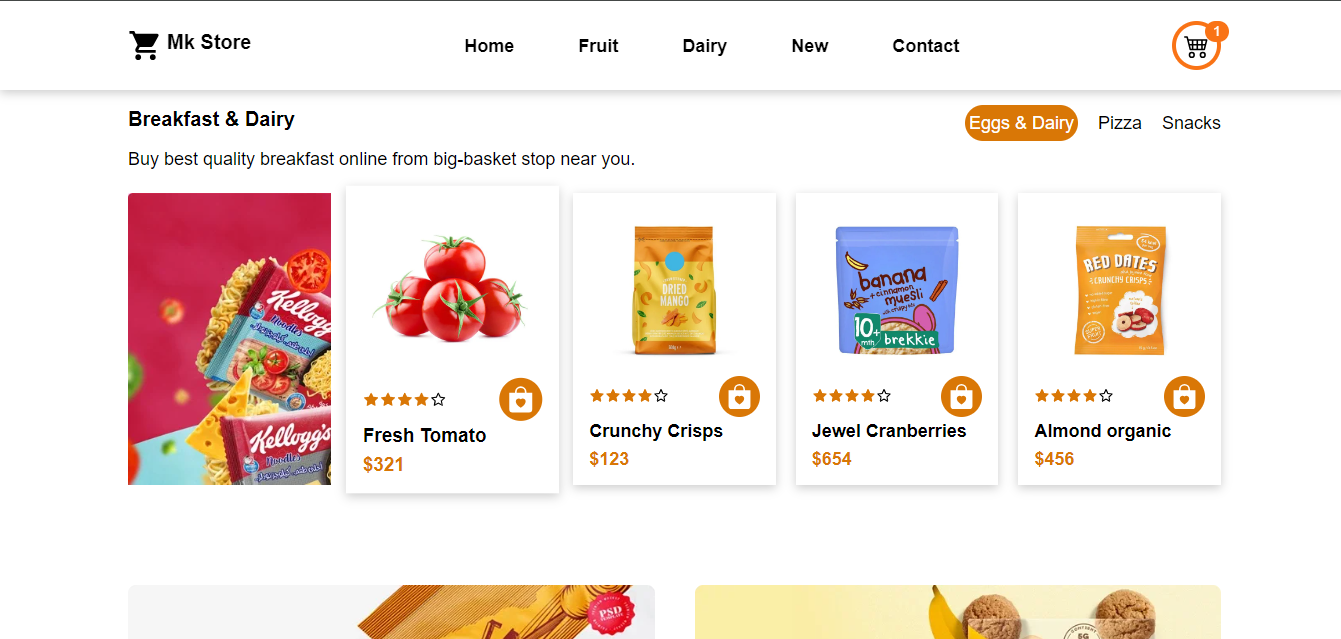 Mk Store
Home
Fruit
Dairy
New
Contact
1
Breakfast & Dairy
Eggs & Dairy
Pizza
Snacks
Buy best quality breakfast online from big-basket stop near you.
Kellogg
Noodles
Kellogg's
Noodles
DRIED
MANGO
banana
+cinnamon
muesli
10+
mth
brekkie
RED DATES
CRUNCHY CRISPS
Fresh Tomato
$321
Crunchy Crisps
$123
Jewel Cranberries
$654
Almond organic
$456
PSD
5G